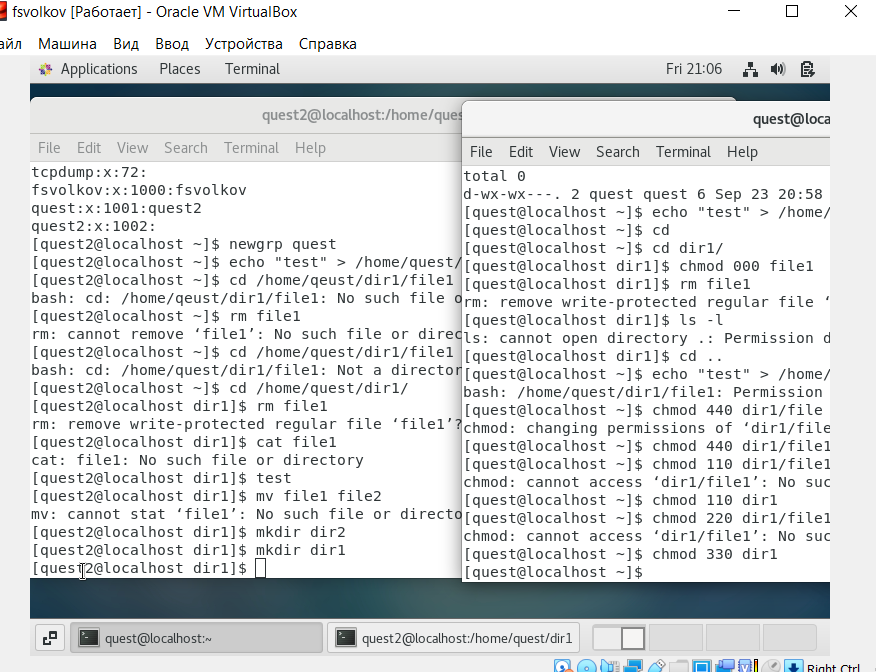 fsvolkov [Работает] - Oracle VM VirtualBox
айл Машина Вид Ввод Устройства Справка
Applications Places Terminal Fri 21:06
quest2@localhost:/home/ques
File Edit View Search Terminal Help
tcpdump:x:72:
fsvolkov:x:1000:fsvolkov
quest:x:1001:quest2
quest2:x:1002:
[quest2@localhost ~]$ newgrp quest
[quest2@localhost ~]$ echo "test" > /home/quest/
[quest2@localhost ~]$ cd /home/qeust/dir1/file1
bash: cd: /home/qeust/dir1/file1: No such file o
[quest2@localhost ~]$ rm file1
rm: cannot remove ‘file1’: No such file or direc
[quest2@localhost ~]$ cd /home/quest/dir1/file1
bash: cd: /home/quest/dir1/file1: Not a director
[quest2@localhost ~]$ cd /home/quest/dir1/
[quest2@localhost dir1]$ rm file1
rm: remove write-protected regular file ‘file1’?
[quest2@localhost dir1]$ cat file1
cat: file1: No such file or directory
[quest2@localhost dir1]$ test
[quest2@localhost dir1]$ mv file1 file2
mv: cannot stat ‘file1’: No such file or directo
[quest2@localhost dir1]$ mkdir dir2
[quest2@localhost dir1]$ mkdir dir1
[quest2@localhost dir1]$
quest@loca
File Edit View Search Terminal Help
total 0
d-wx-wx---. 2 quest quest 6 Sep 23 20:58
[quest@localhost ~]$ echo "test" > /home/
[quest@localhost ~]$ cd
[quest@localhost ~]$ cd dir1/
[quest@localhost dir1]$ chmod 000 file1
[quest@localhost dir1]$ rm file1
rm: remove write-protected regular file ‘
[quest@localhost dir1]$ ls -l
ls: cannot open directory .: Permission d
[quest@localhost dir1]$ cd ..
[quest@localhost ~]$ echo "test" > /home/
bash: /home/quest/dir1/file1: Permission
[quest@localhost ~]$ chmod 440 dir1/file
chmod: changing permissions of ‘dir1/file
[quest@localhost ~]$ chmod 440 dir1/file1
[quest@localhost ~]$ chmod 110 dir1/file1
chmod: cannot access ‘dir1/file1’: No suc
[quest@localhost ~]$ chmod 110 dir1
[quest@localhost ~]$ chmod 220 dir1/file1
chmod: cannot access ‘dir1/file1’: No suc
[quest@localhost ~]$ chmod 330 dir1
[quest@localhost ~]$
quest@localhost:~ quest2@localhost:/home/quest/dir1
Right Ctrl